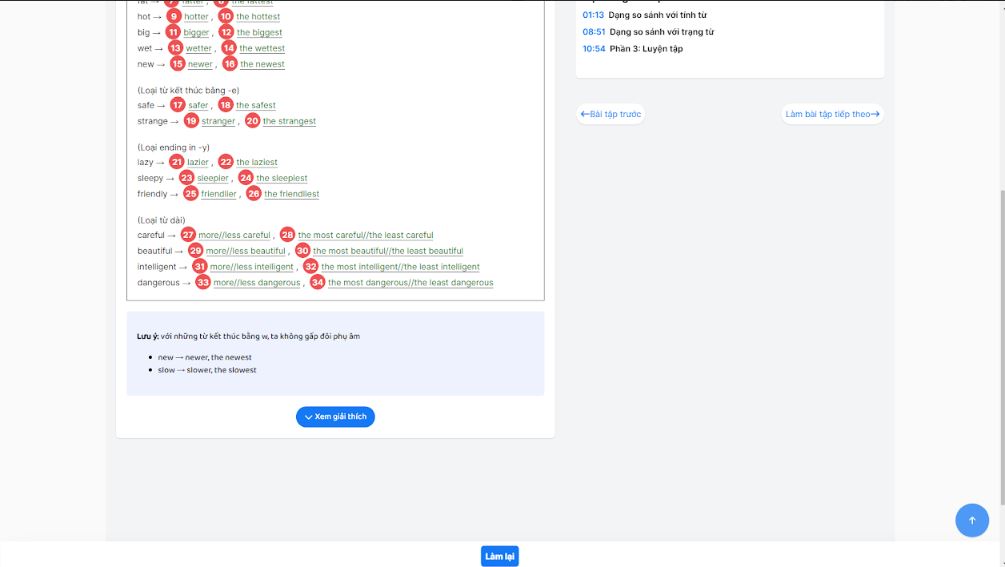 hot → 9 hotter , 10 the hottest
big → 11 bigger , 12 the biggest
wet → 13 wetter , 14 the wettest
new → 15 newer , 16 the newest
(Loại từ kết thúc bằng -e)
safe → 17 safer , 18 the safest
strange → 19 stranger , 20 the strangest
(Loại ending in -y)
lazy → 21 lazier , 22 the laziest
sleepy → 23 sleepier , 24 the sleepiest
friendly → 25 friendlier , 26 the friendliest
(Loại từ dài)
careful → 27 more//less careful , 28 the most careful//the least careful
beautiful → 29 more//less beautiful , 30 the most beautiful//the least beautiful
intelligent → 31 more//less intelligent , 32 the most intelligent//the least intelligent
dangerous → 33 more//less dangerous , 34 the most dangerous//the least dangerous
Lưu ý: với những từ kết thúc bằng w, ta không gấp đôi phụ âm
new → newer, the newest
slow → slower, the slowest
Xem giải thích
01:13 Dạng so sánh với tính từ
08:51 Dạng so sánh với trạng từ
10:54 Phần 3: Luyện tập
←Bài tập trước
Làm bài tập tiếp theo→
Làm lại